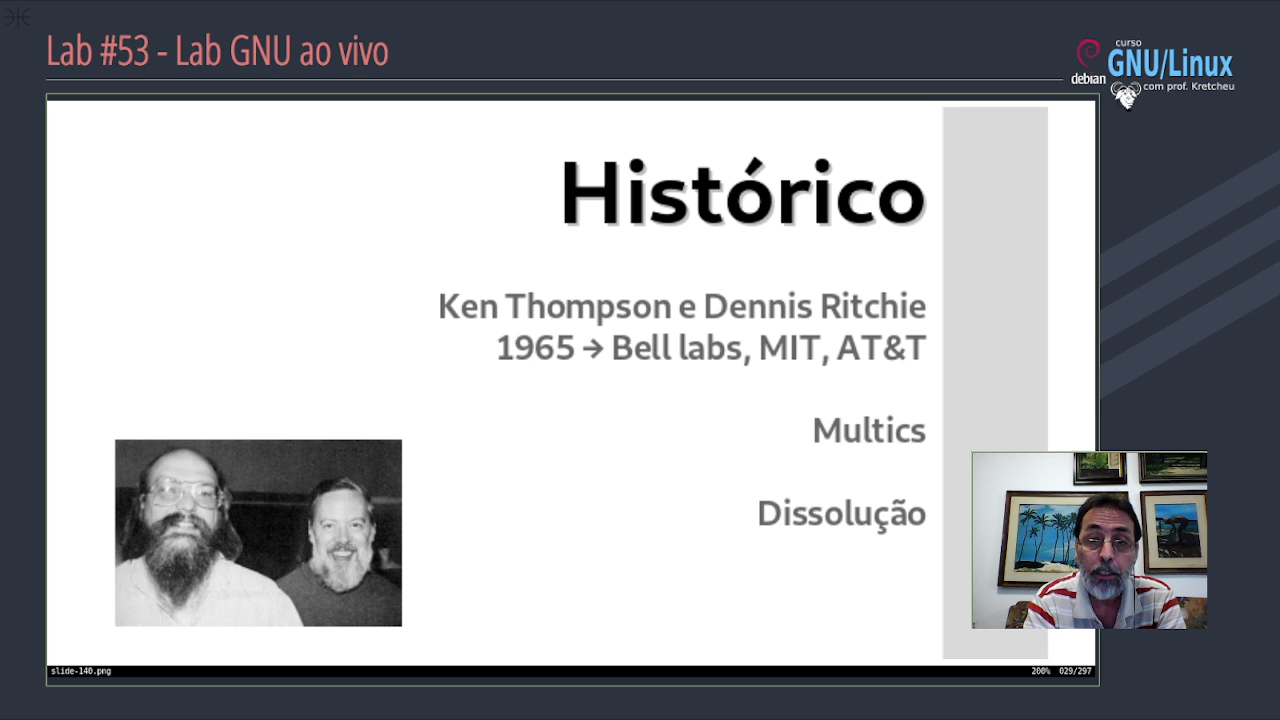 Lab #53 - Lab GNU ao vivo
curso
debian
GNU/Linux
com prof. Kretcheu
Histórico
Ken Thompson e Dennis Ritchie
1965 → Bell labs, MIT, AT&T
Multics
Dissolução
slide-140.png
200% 029/297